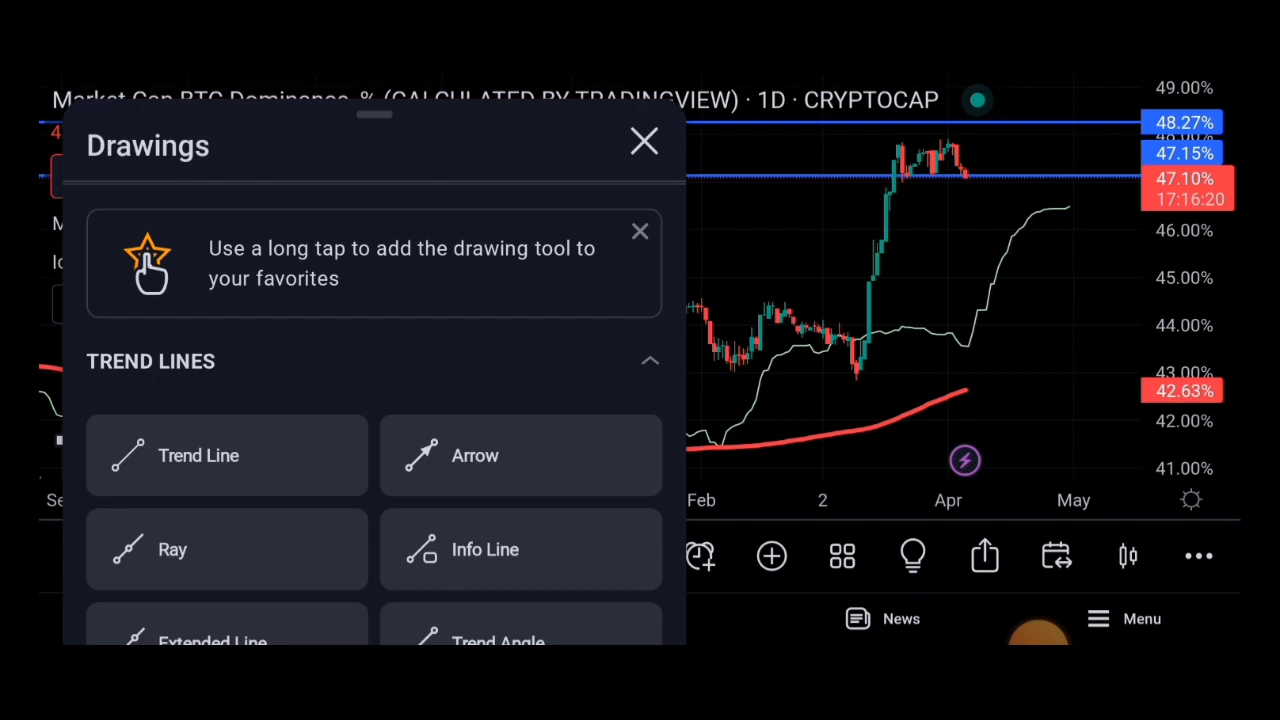 Market Cap BTC Dominance, % (CALCULATED BY TRADINGVIEW) · 1D · CRYPTOCAP
Drawings
Use a long tap to add the drawing tool to
your favorites
TREND LINES
Trend Line
Arrow
Ray
Info Line
Extended Line
Trend Angle
49.00%
48.27%
48.00%
47.15%
47.10%
17:16:20
46.00%
45.00%
44.00%
43.00%
42.63%
42.00%
41.00%
Feb
2
Apr
May
News
Menu